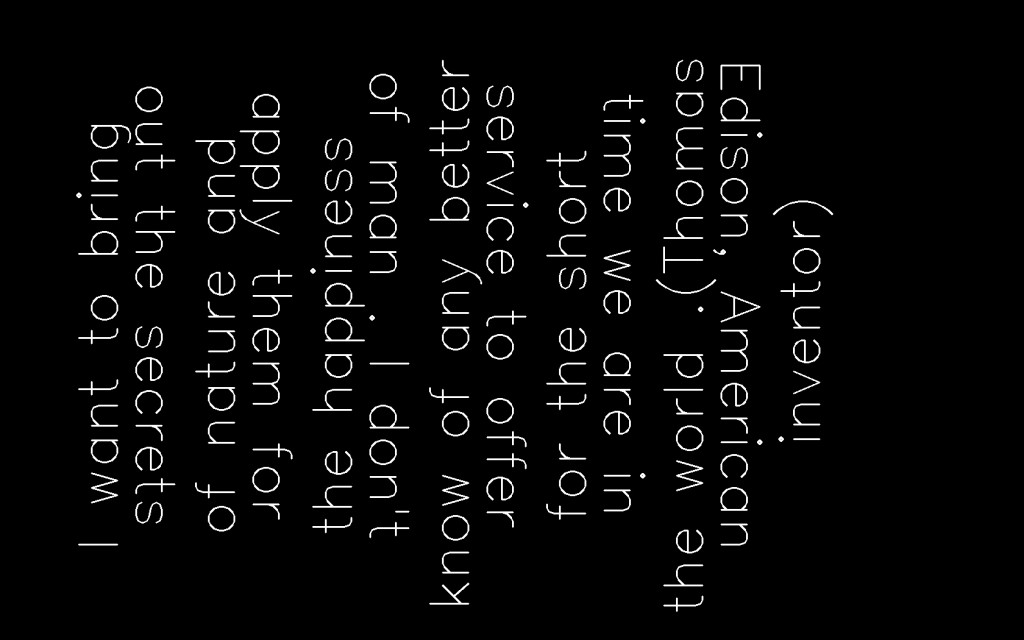 I want to bring
out the secrets
of nature and
apply them for
the happiness
of man . I don't
know of any better
service to offer
for the short
time we are in
the world .(Thomas
Edison, American
inventor)